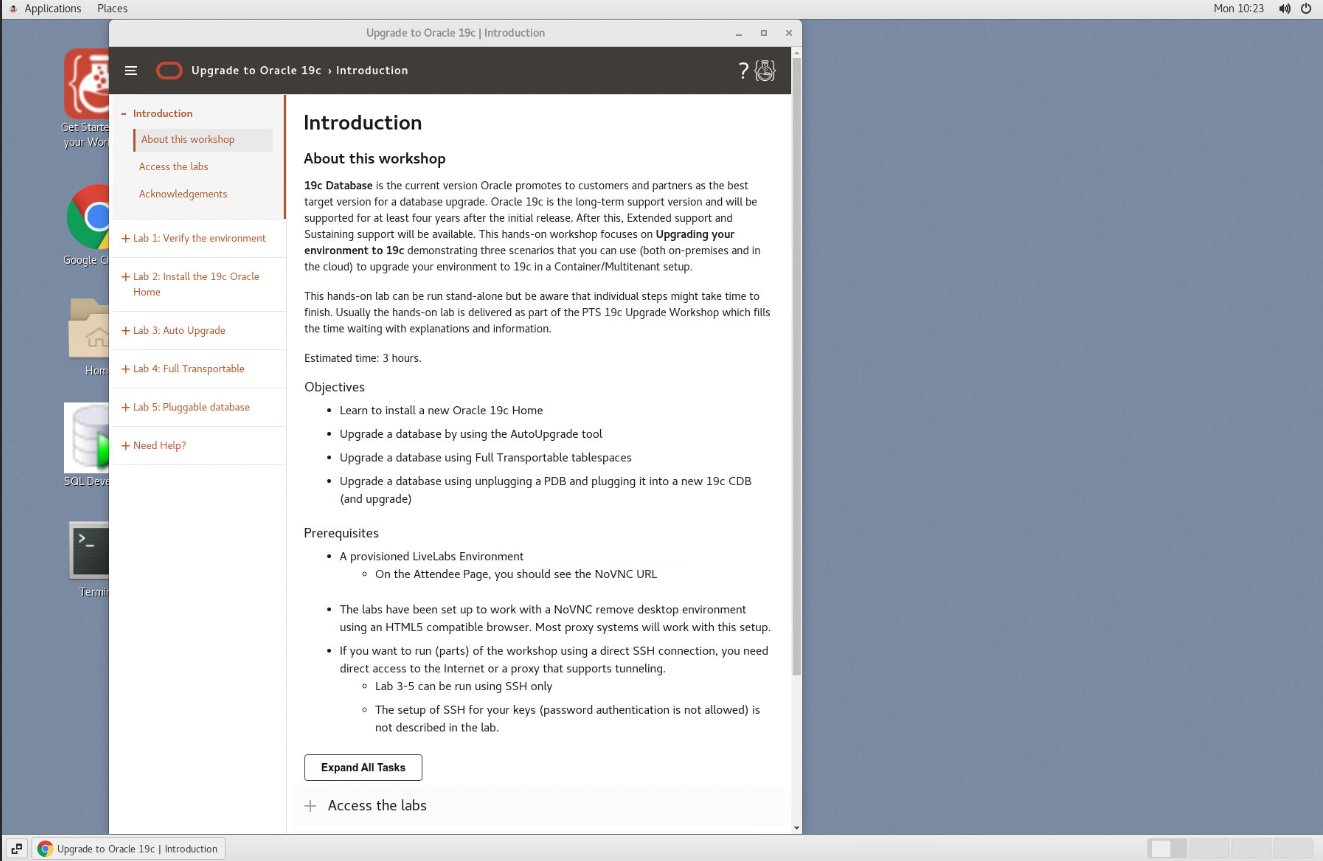 Applications Places Mon 10:23
Upgrade to Oracle 19c | Introduction
Upgrade to Oracle 19c › Introduction ?
Get Starte
your Wor
Google C
Hom
SQL Deve
Termi
- Introduction
About this workshop
Access the labs
Acknowledgements
+ Lab 1: Verify the environment
+ Lab 2: Install the 19c Oracle
Home
+ Lab 3: Auto Upgrade
+ Lab 4: Full Transportable
+ Lab 5: Pluggable database
+ Need Help?
Introduction
About this workshop
19c Database is the current version Oracle promotes to customers and partners as the best
target version for a database upgrade. Oracle 19c is the long-term support version and will be
supported for at least four years after the initial release. After this, Extended support and
Sustaining support will be available. This hands-on workshop focuses on Upgrading your
environment to 19c demonstrating three scenarios that you can use (both on-premises and in
the cloud) to upgrade your environment to 19c in a Container/Multitenant setup.
This hands-on lab can be run stand-alone but be aware that individual steps might take time to
finish. Usually the hands-on lab is delivered as part of the PTS 19c Upgrade Workshop which fills
the time waiting with explanations and information.
Estimated time: 3 hours.
Objectives
• Learn to install a new Oracle 19c Home
• Upgrade a database by using the AutoUpgrade tool
• Upgrade a database using Full Transportable tablespaces
• Upgrade a database using unplugging a PDB and plugging it into a new 19c CDB
(and upgrade)
Prerequisites
• A provisioned LiveLabs Environment
◦ On the Attendee Page, you should see the NoVNC URL
• The labs have been set up to work with a NoVNC remove desktop environment
using an HTML5 compatible browser. Most proxy systems will work with this setup.
• If you want to run (parts) of the workshop using a direct SSH connection, you need
direct access to the Internet or a proxy that supports tunneling.
◦ Lab 3-5 can be run using SSH only
◦ The setup of SSH for your keys (password authentication is not allowed) is
not described in the lab.
Expand All Tasks
+ Access the labs
Upgrade to Oracle 19c | Introduction